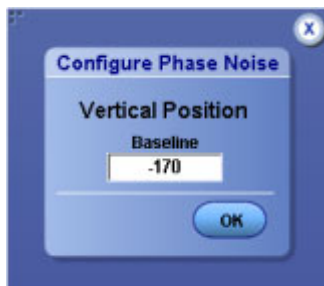 X
Configure Phase Noise
Vertical Position
Baseline
-170
OK